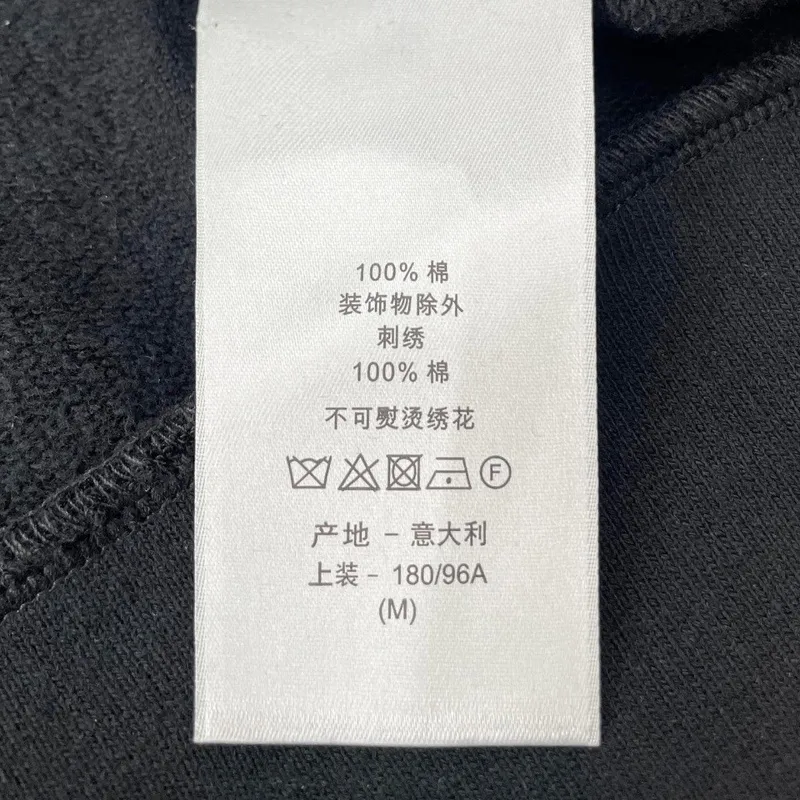 100% 棉
装饰物除外
刺绣
100% 棉
不可熨烫绣花
F
产地 - 意大利
上装 - 180/96A
(M)